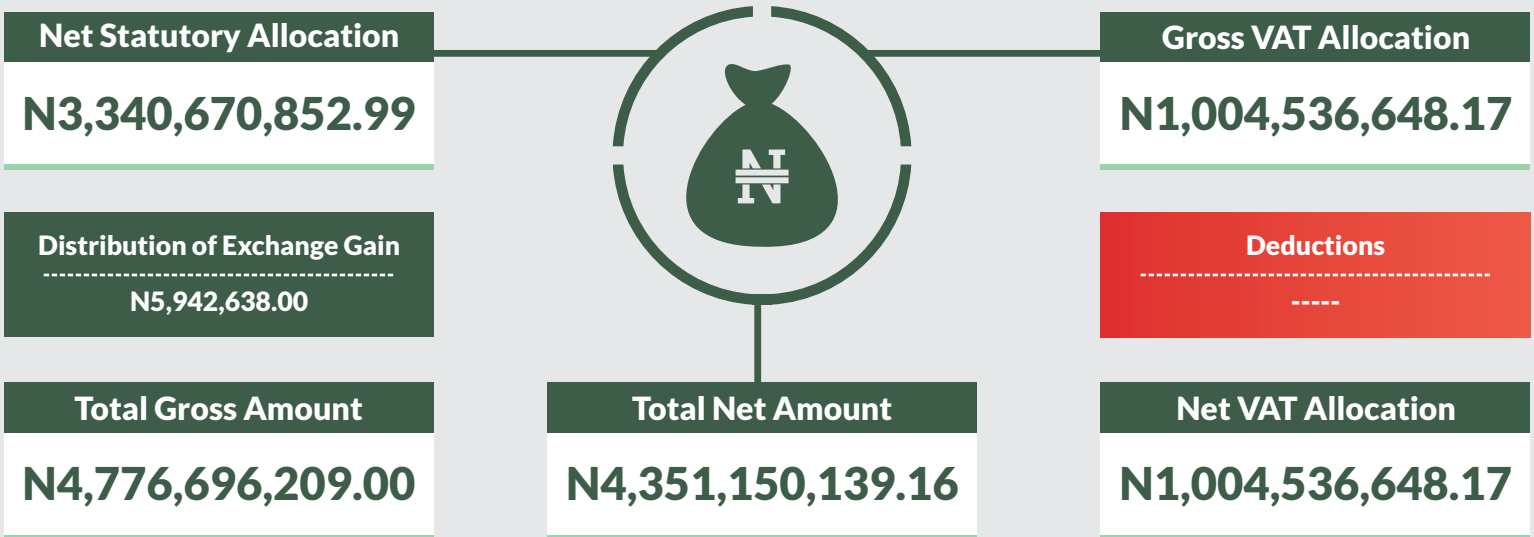 Net Statutory Allocation
N3,340,670,852.99
Gross VAT Allocation
N1,004,536,648.17
₦
Distribution of Exchange Gain
N5,942,638.00
Deductions
-----
Total Gross Amount
N4,776,696,209.00
Total Net Amount
N4,351,150,139.16
Net VAT Allocation
N1,004,536,648.17